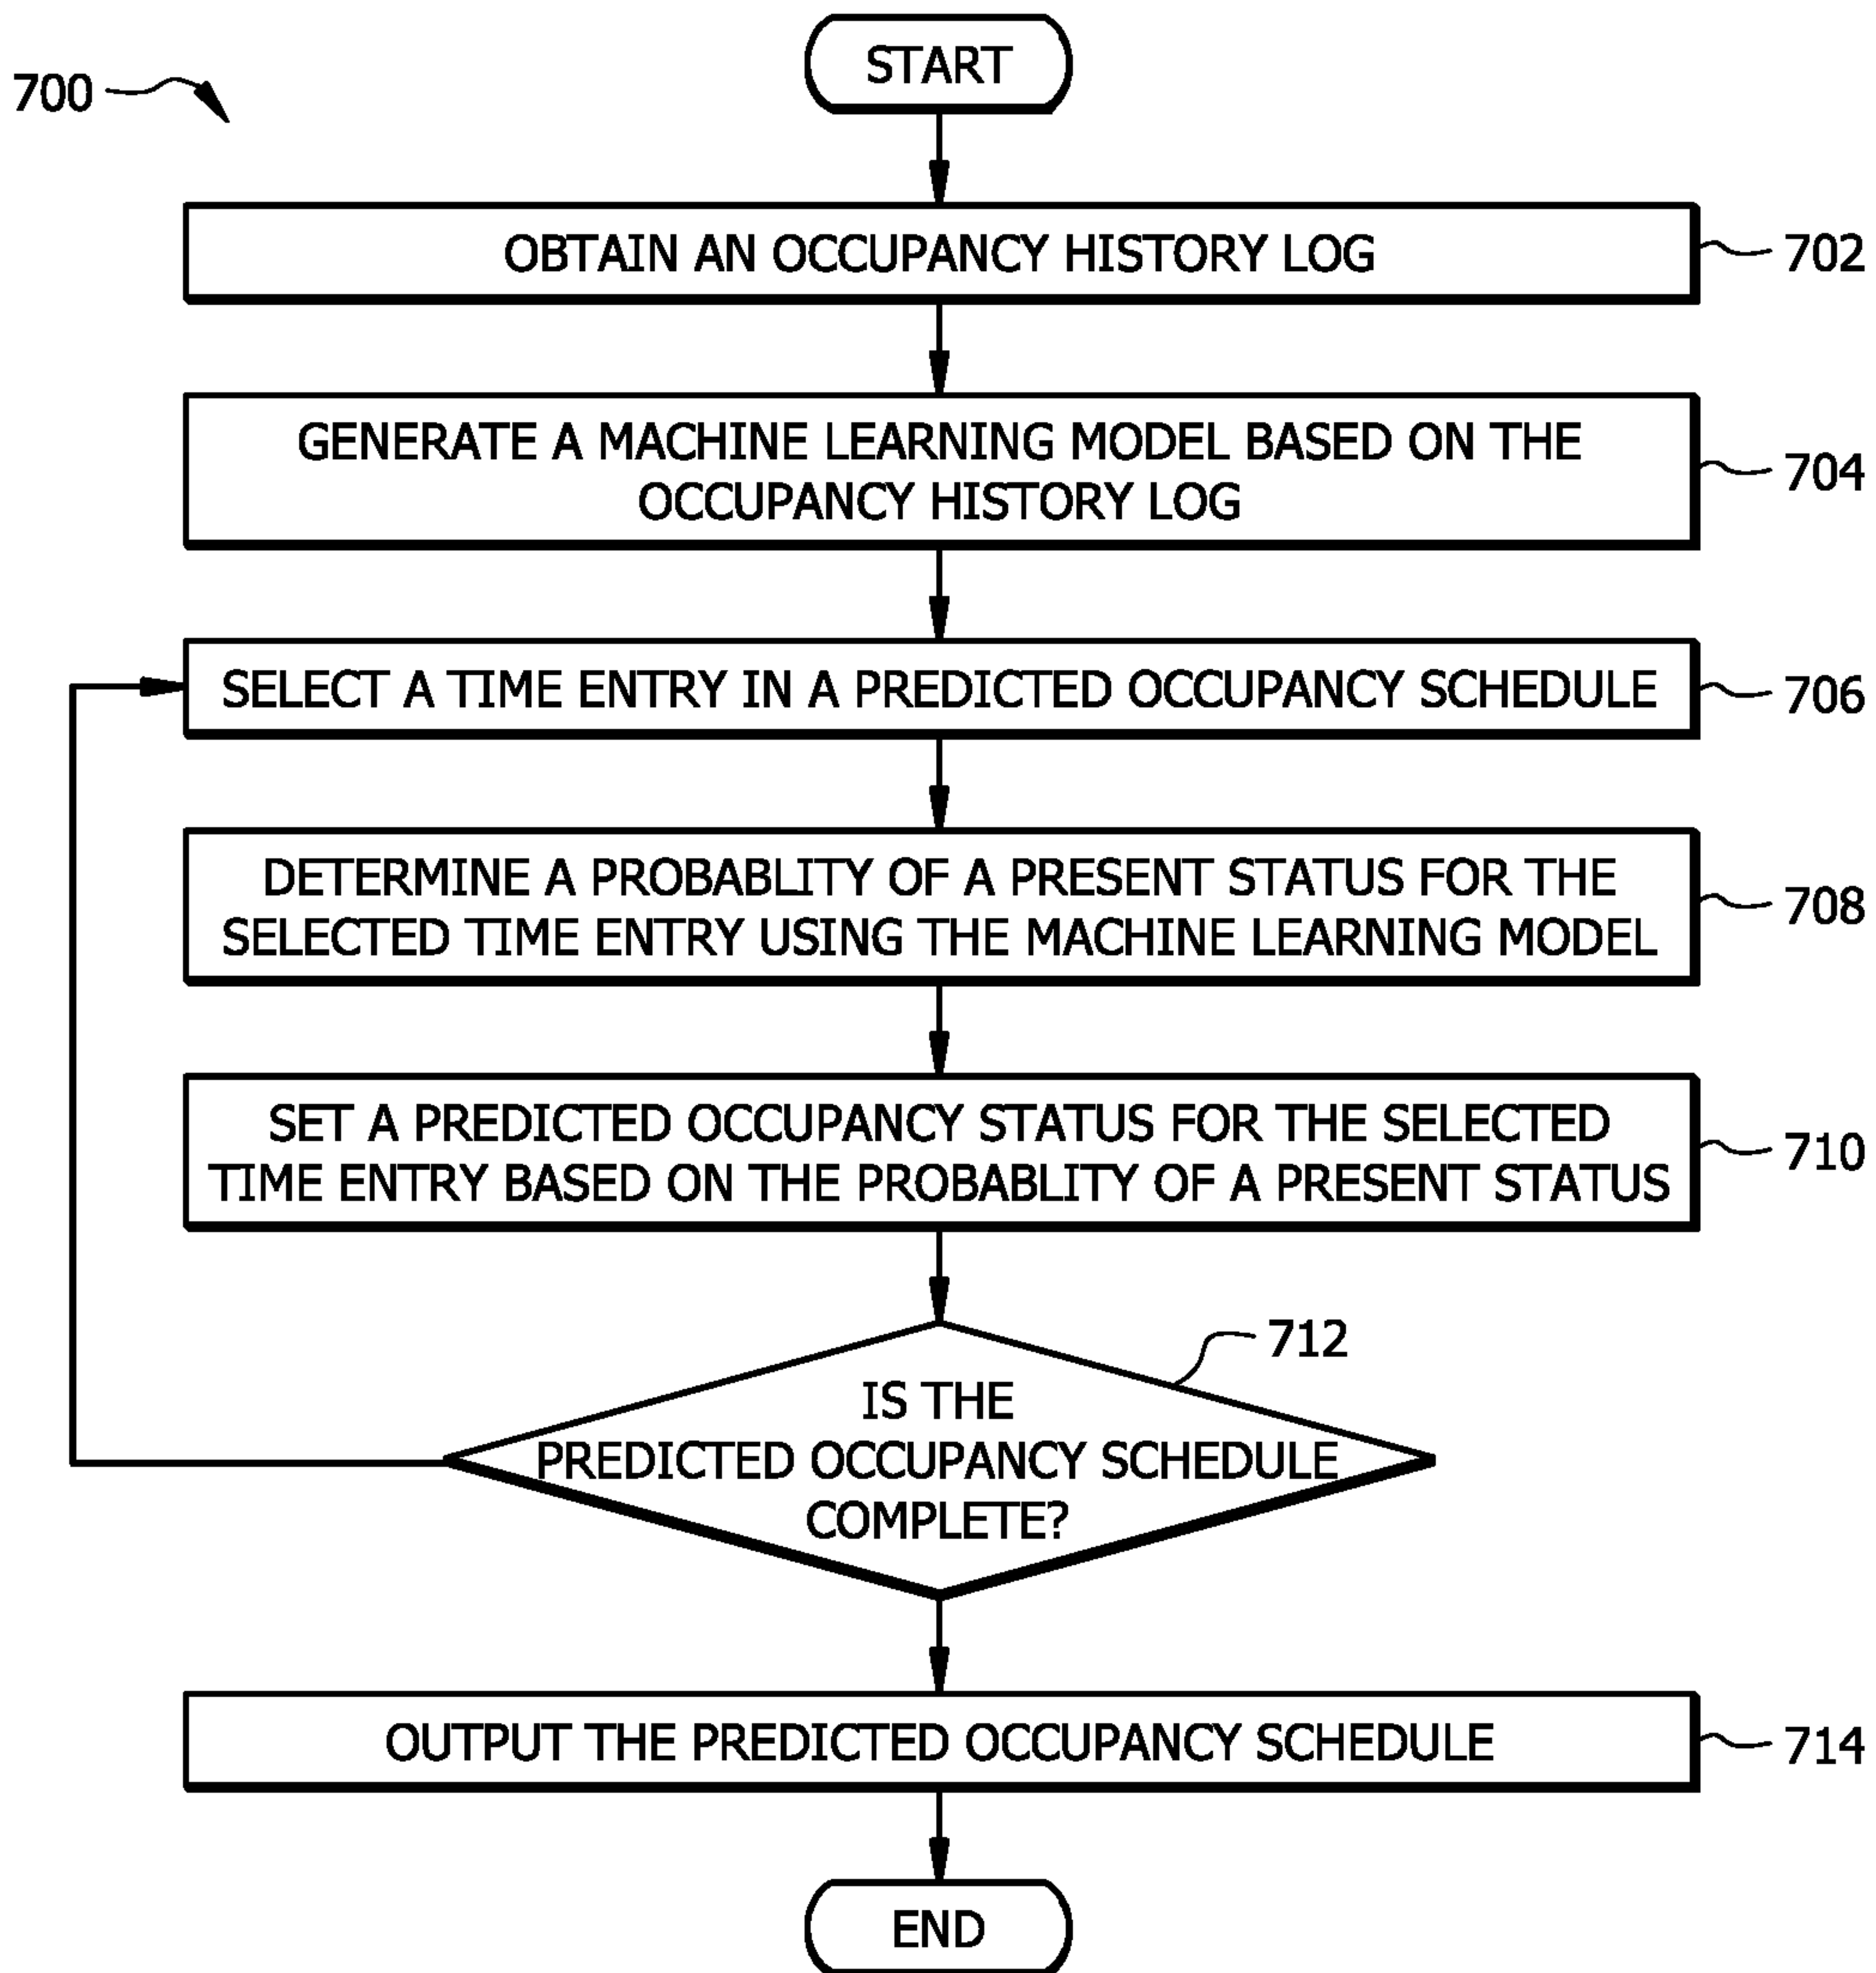 START
700
OBTAIN AN OCCUPANCY HISTORY LOG
702
GENERATE A MACHINE LEARNING MODEL BASED ON THE
OCCUPANCY HISTORY LOG
704
SELECT A TIME ENTRY IN A PREDICTED OCCUPANCY SCHEDULE
706
DETERMINE A PROBABLITY OF A PRESENT STATUS FOR THE
SELECTED TIME ENTRY USING THE MACHINE LEARNING MODEL
708
SET A PREDICTED OCCUPANCY STATUS FOR THE SELECTED
TIME ENTRY BASED ON THE PROBABLITY OF A PRESENT STATUS
710
712
IS THE
PREDICTED OCCUPANCY SCHEDULE
COMPLETE?
OUTPUT THE PREDICTED OCCUPANCY SCHEDULE
714
END